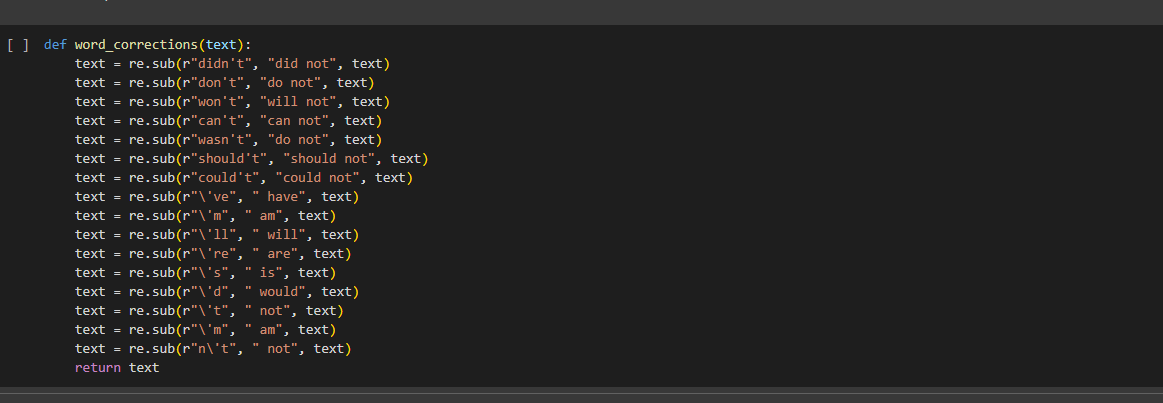 [ ] def word_corrections(text):
text = re.sub(r"didn't", "did not", text)
text = re.sub(r"don't", "do not", text)
text = re.sub(r"won't", "will not", text)
text = re.sub(r"can't", "can not", text)
text = re.sub(r"wasn't", "do not", text)
text = re.sub(r"should't", "should not", text)
text = re.sub(r"could't", "could not", text)
text = re.sub(r"\'ve", " have", text)
text = re.sub(r"\'m", " am", text)
text = re.sub(r"\'ll", " will", text)
text = re.sub(r"\'re", " are", text)
text = re.sub(r"\'s", " is", text)
text = re.sub(r"\'d", " would", text)
text = re.sub(r"\'t", " not", text)
text = re.sub(r"\'m", " am", text)
text = re.sub(r"n\'t", " not", text)
return text